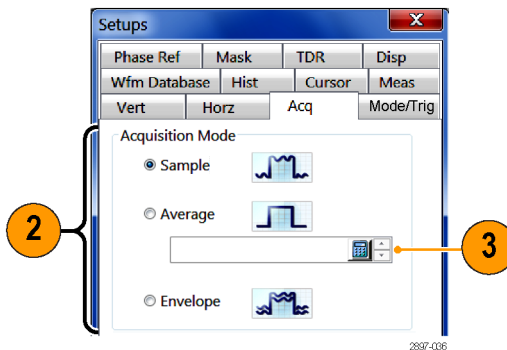 Setups
X
Phase Ref Mask TDR Disp
Wfm Database Hist Cursor Meas
Vert Horz Acq Mode/Trig
Acquisition Mode
Sample
2
Average
3
Envelope
2897-036